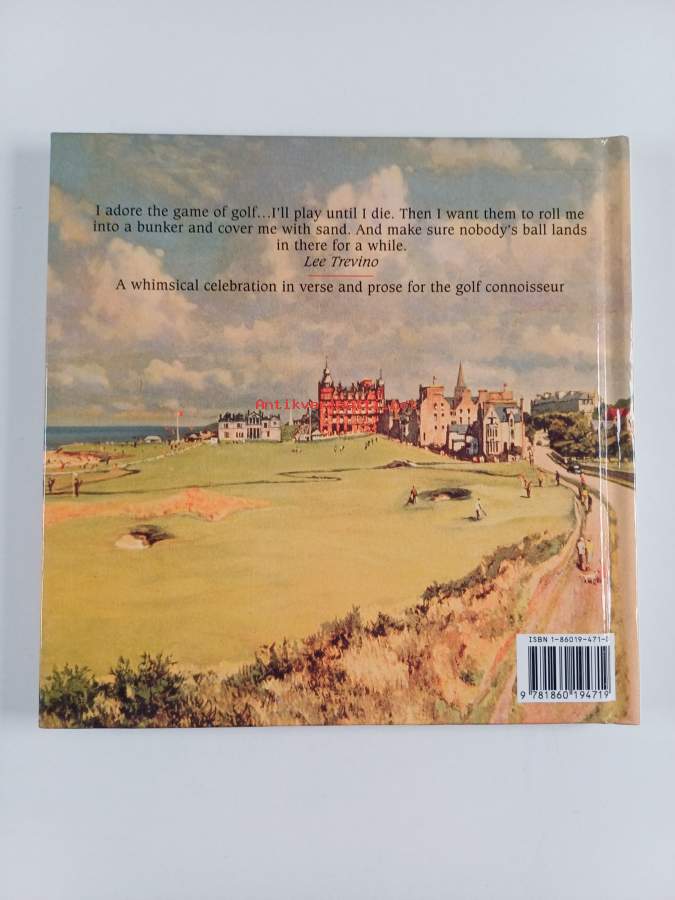 I adore the game of golf...I'll play until I die. Then I want them to roll me
into a bunker and cover me with sand. And make sure nobody's ball lands
in there for a while.
Lee Trevino
A whimsical celebration in verse and prose for the golf connoisseur
ISBN 1-86019-471-
9 781860 194719